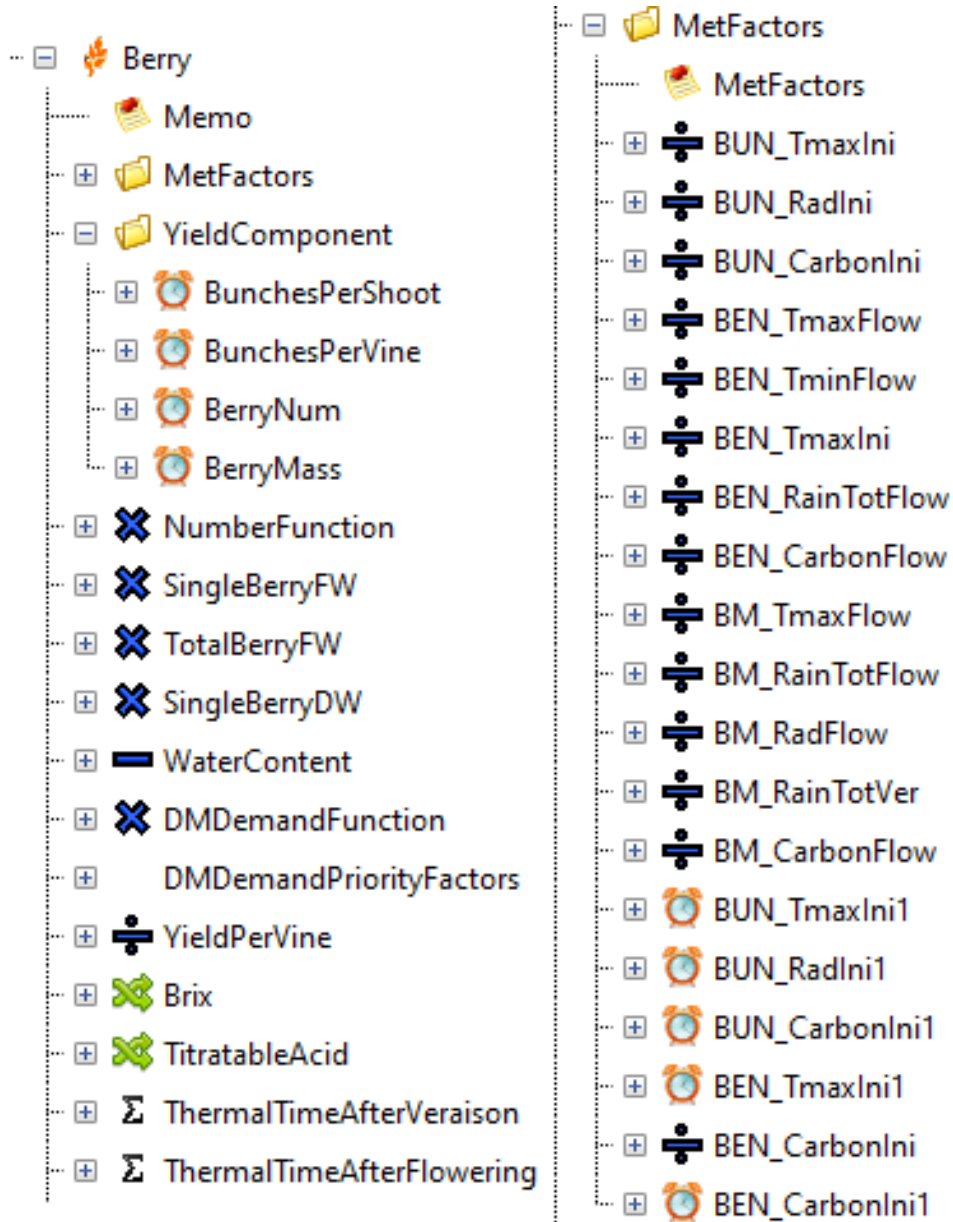 Berry
Memo
MetFactors
YieldComponent
BunchesPerShoot
BunchesPerVine
BerryNum
BerryMass
NumberFunction
SingleBerryFW
TotalBerryFW
SingleBerryDW
WaterContent
DMDemandFunction
DMDemandPriorityFactors
YieldPerVine
Brix
TitratableAcid
Σ ThermalTimeAfterVeraison
Σ ThermalTimeAfterFlowering
MetFactors
MetFactors
BUN_TmaxIni
BUN_RadIni
BUN_CarbonIni
BEN_TmaxFlow
BEN_TminFlow
BEN_TmaxIni
BEN_RainTotFlow
BEN_CarbonFlow
BM_TmaxFlow
BM_RainTotFlow
BM_RadFlow
BM_RainTotVer
BM_CarbonFlow
BUN_TmaxIni1
BUN_RadIni1
BUN_CarbonIni1
BEN_TmaxIni1
BEN_CarbonIni
BEN_CarbonIni1